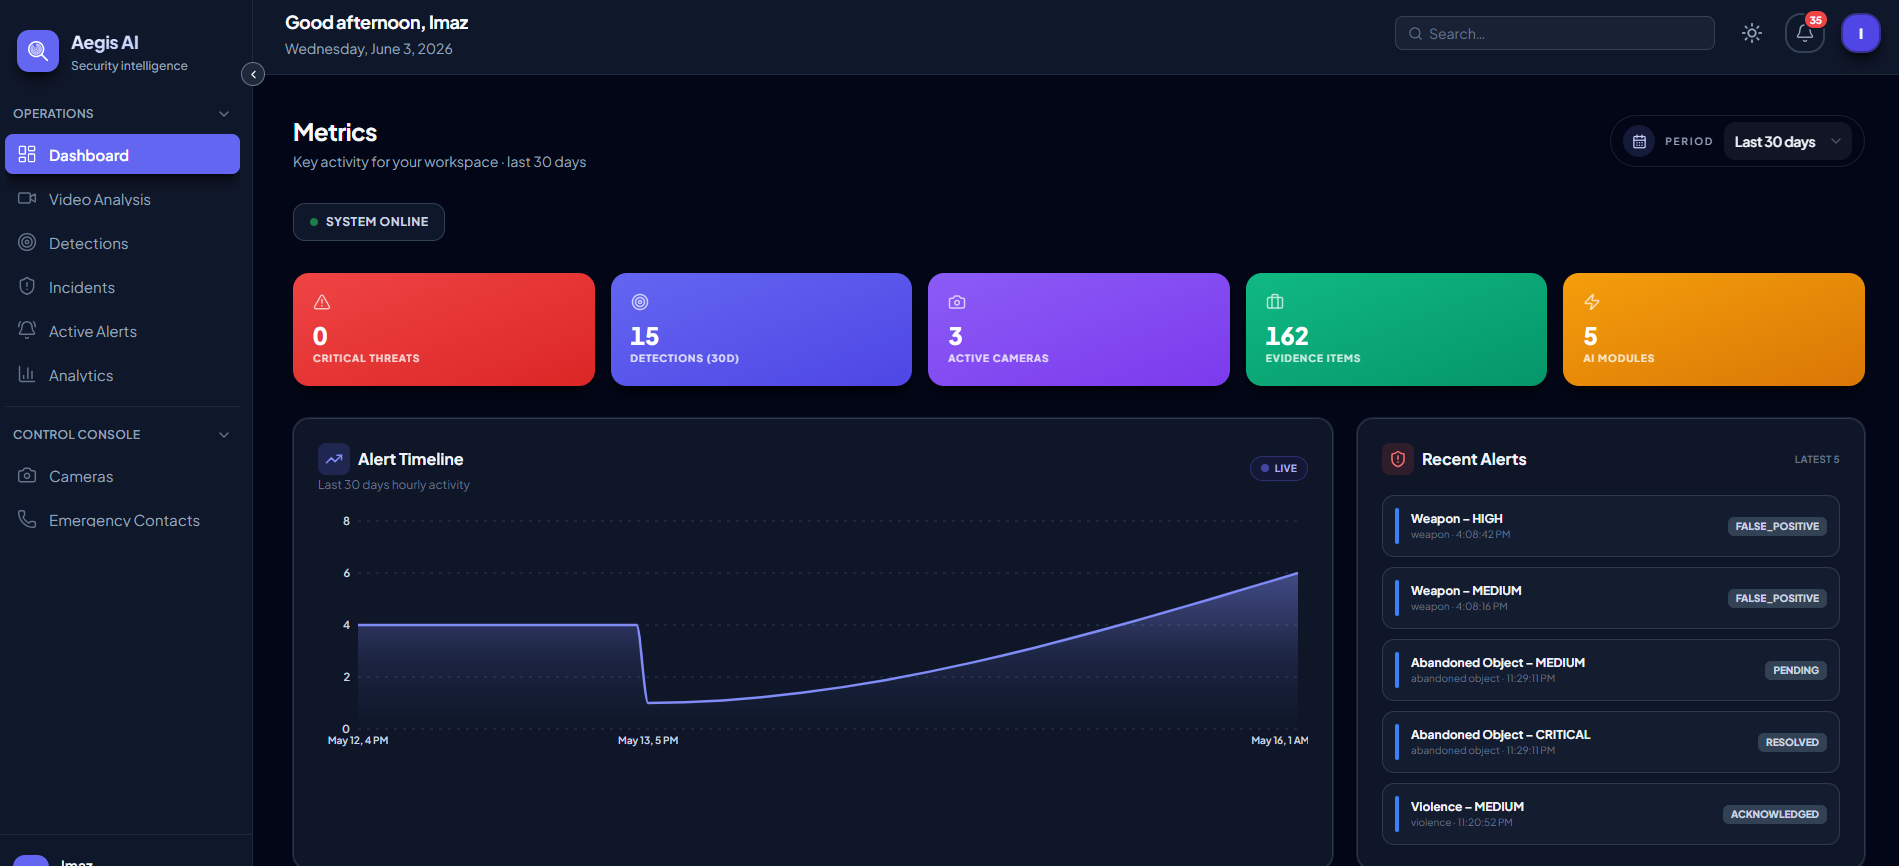 Aegis AI
Security intelligence
OPERATIONS
Dashboard
Video Analysis
Detections
Incidents
Active Alerts
Analytics
CONTROL CONSOLE
Cameras
Emergency Contacts
Imaz
Good afternoon, Imaz
Wednesday, June 3, 2026
Search...
35
I
Metrics
Key activity for your workspace · last 30 days
PERIOD
Last 30 days
SYSTEM ONLINE
0
CRITICAL THREATS
15
DETECTIONS (30D)
3
ACTIVE CAMERAS
162
EVIDENCE ITEMS
5
AI MODULES
Alert Timeline
Last 30 days hourly activity
LIVE
8
6
4
2
0
May 12, 4 PM
May 13, 5 PM
May 16, 1 AM
Recent Alerts
LATEST 5
Weapon – HIGH
weapon · 4:08:42 PM
FALSE_POSITIVE
Weapon – MEDIUM
weapon · 4:08:16 PM
FALSE_POSITIVE
Abandoned Object – MEDIUM
abandoned object · 11:29:11 PM
PENDING
Abandoned Object – CRITICAL
abandoned object · 11:29:11 PM
RESOLVED
Violence – MEDIUM
violence · 11:20:52 PM
ACKNOWLEDGED